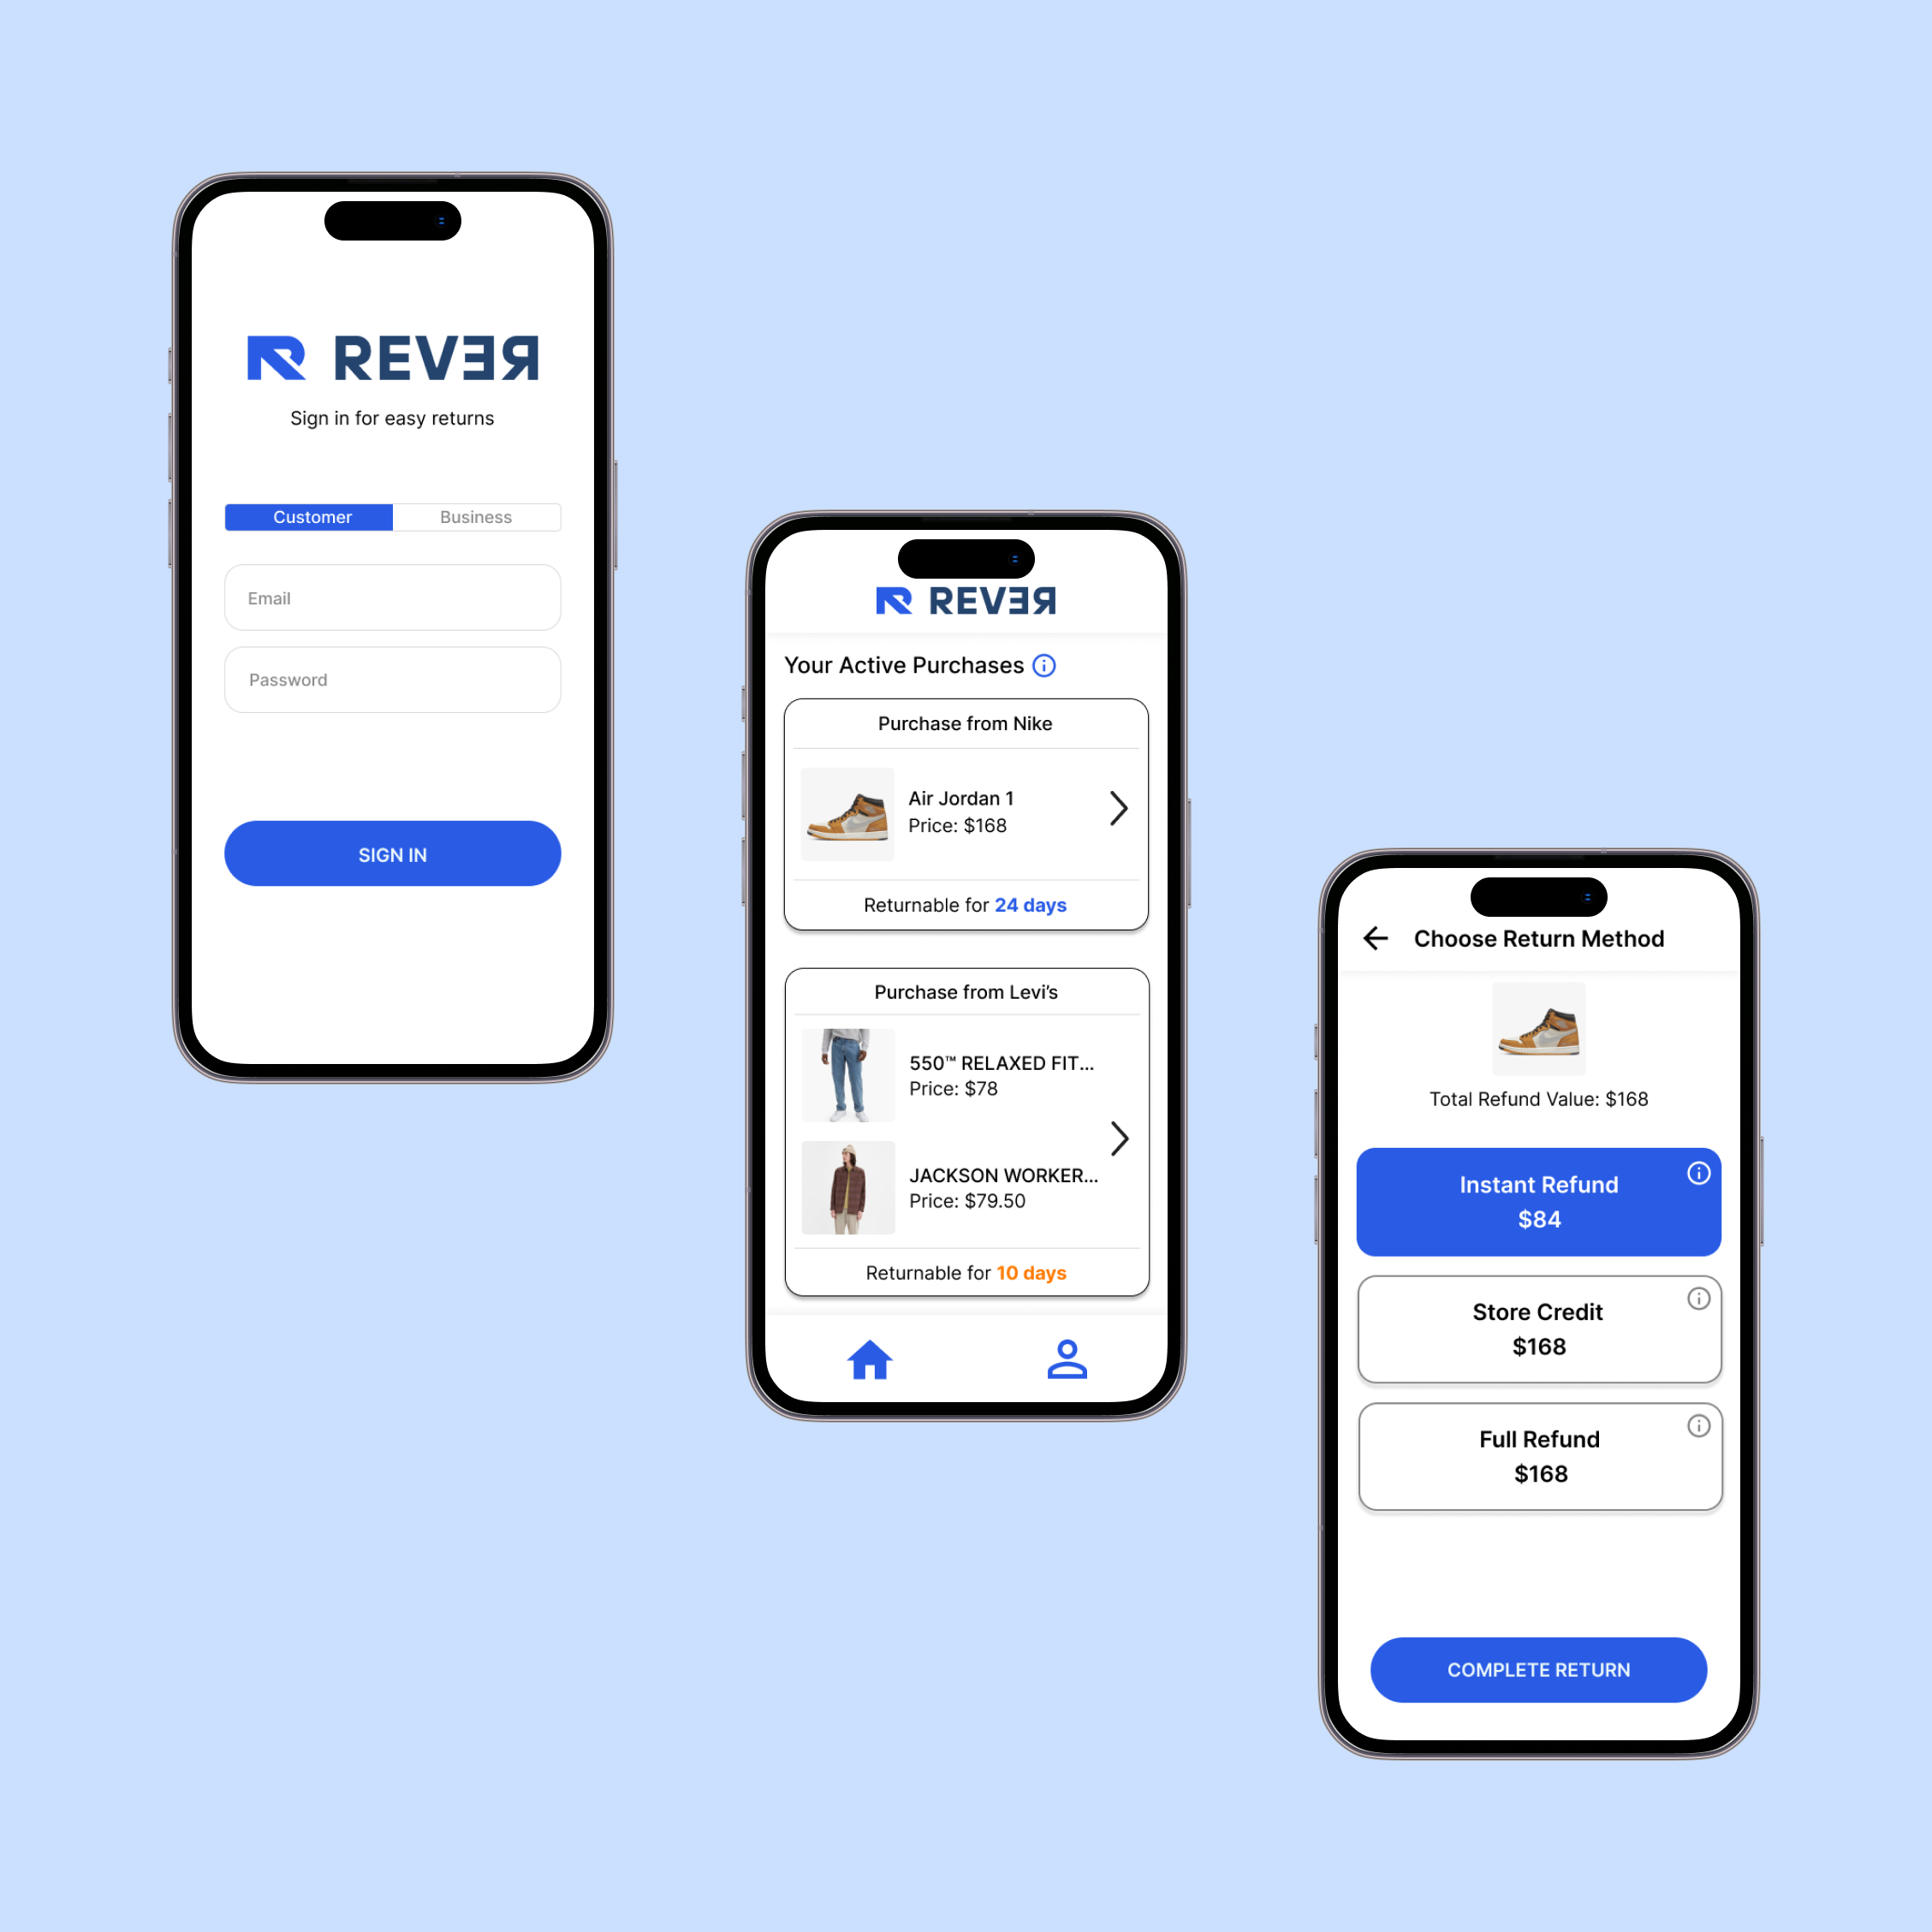 REVEЯ
Sign in for easy returns
Customer
Business
Email
Password
SIGN IN
REVEЯ
Your Active Purchases
Purchase from Nike
Air Jordan 1
Price: $168
Returnable for 24 days
Purchase from Levi’s
550™ RELAXED FIT...
Price: $78
JACKSON WORKER...
Price: $79.50
Returnable for 10 days
Choose Return Method
Total Refund Value: $168
Instant Refund
$84
Store Credit
$168
Full Refund
$168
COMPLETE RETURN